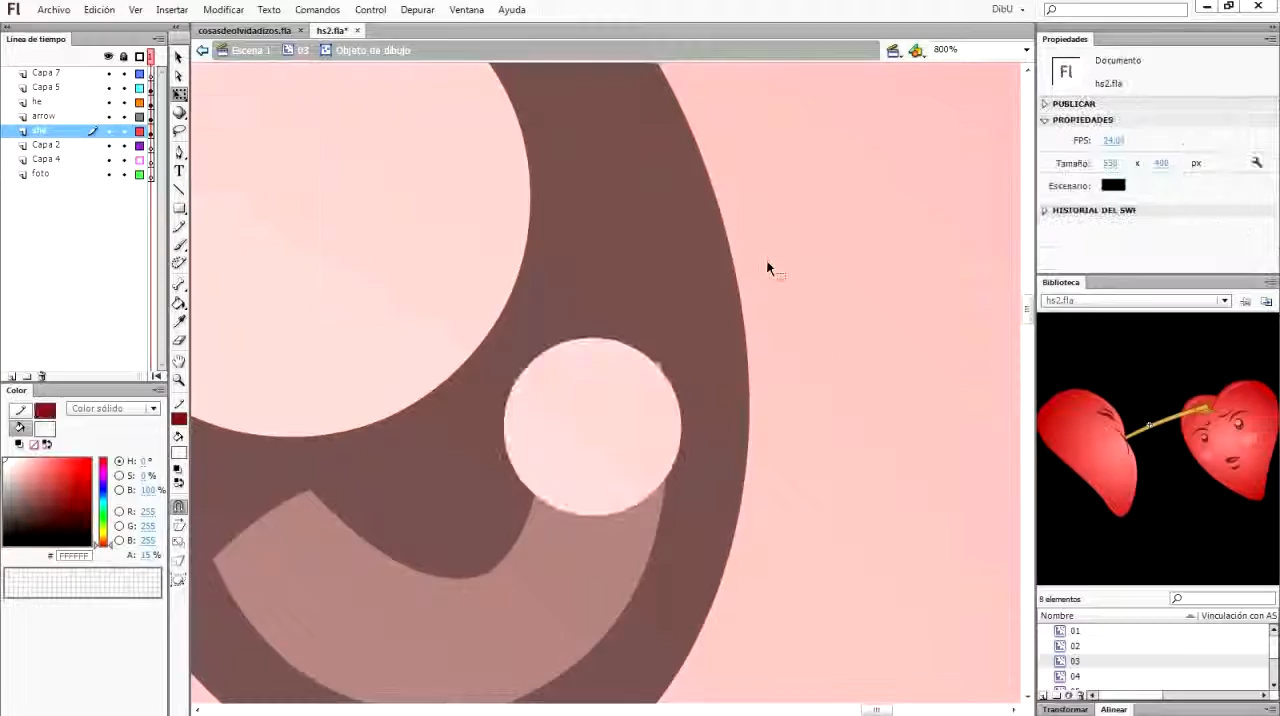 Fl Archivo Edición Ver Insertar Modificar Texto Comandos Control Depurar Ventana Ayuda DibU
Línea de tiempo
cosasdeolvidadizos.fla × hs2.fla* ×
Escena 1 03 Objeto de dibujo 800%
Capa 7
Capa 5
he
arrow
she
Capa 2
Capa 4
foto
Color
Color sólido
H: 0 °
S: 0 %
B: 100 %
R: 255
G: 255
B: 255
# FFFFFF A: 15 %
Propiedades
Fl Documento
hs2.fla
PUBLICAR
PROPIEDADES
FPS: 24.00
Tamaño: 550 x 400 px
Escenario:
HISTORIAL DEL SWF
Biblioteca
hs2.fla
8 elementos
Nombre Vinculación con AS
01
02
03
04
Transformar Alinear